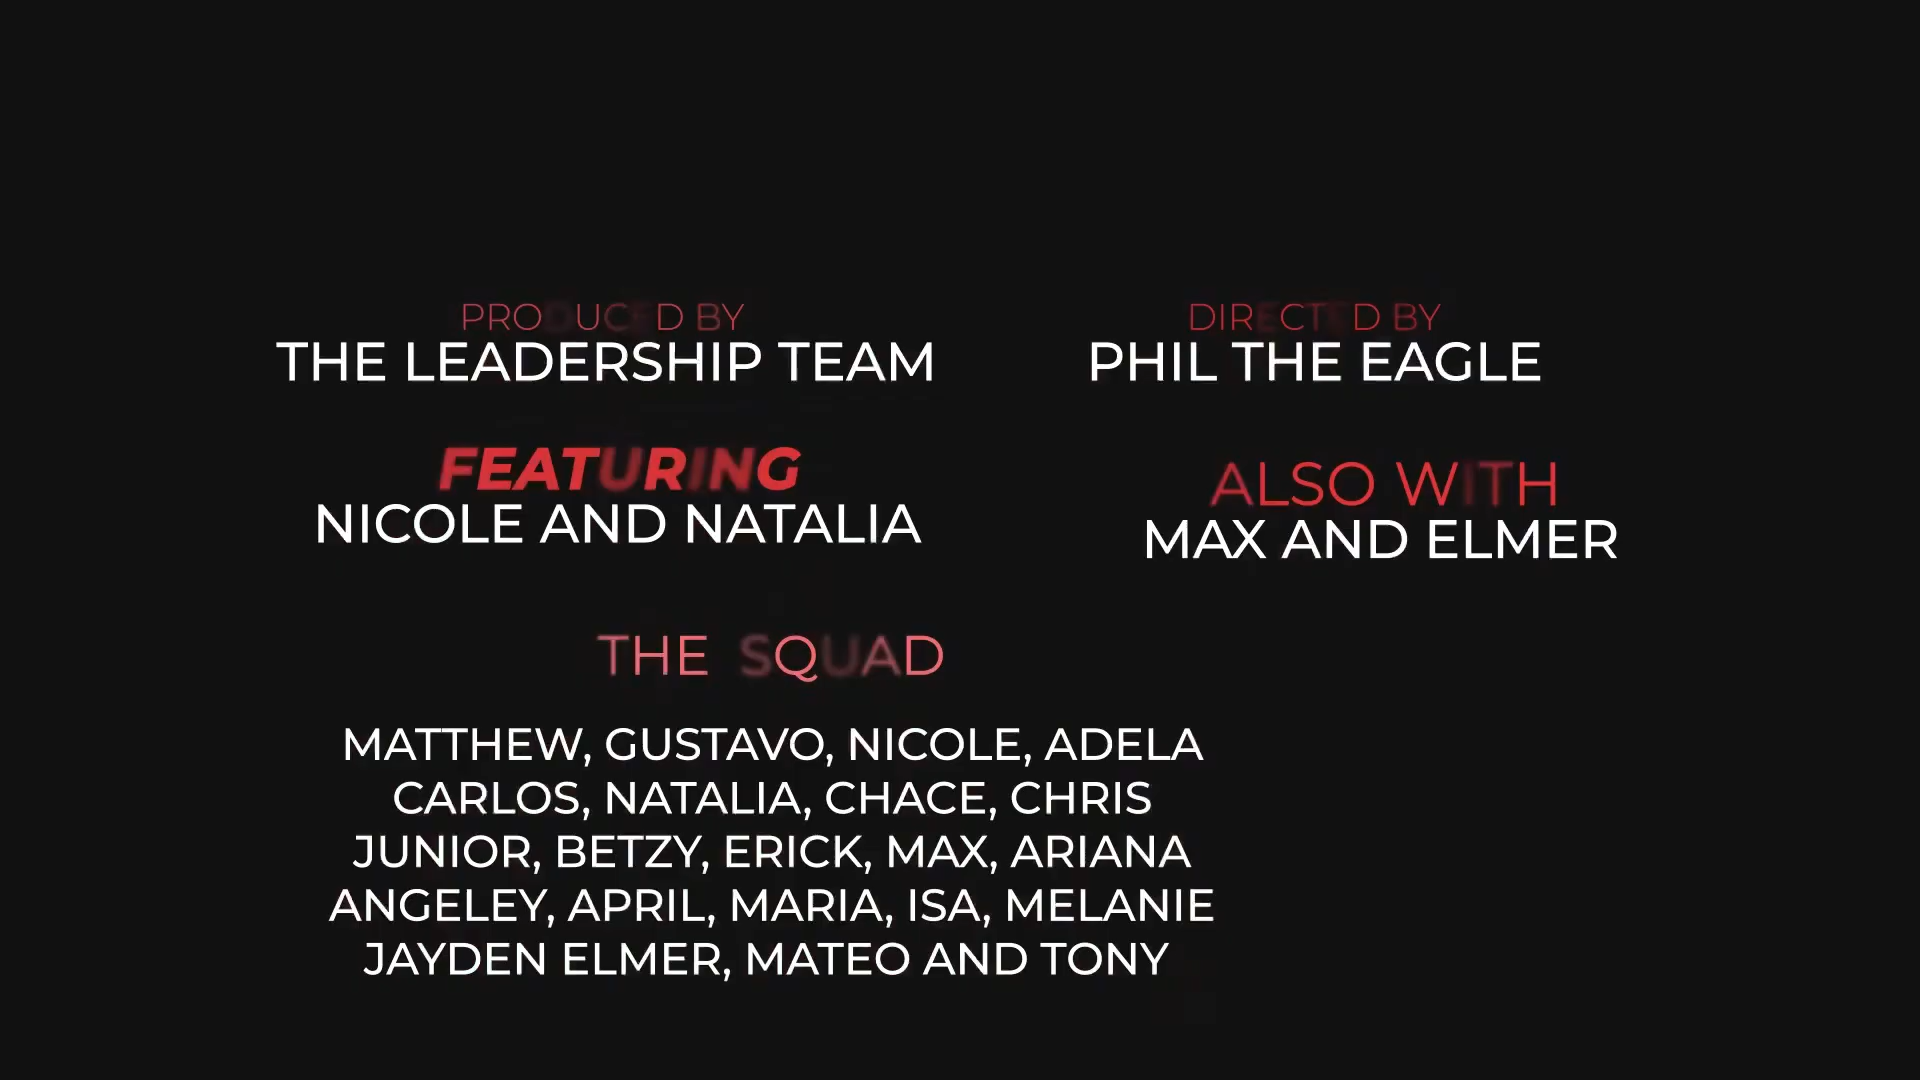 PRODUCED BY
THE LEADERSHIP TEAM
DIRECTED BY
PHIL THE EAGLE
FEATURING
NICOLE AND NATALIA
ALSO WITH
MAX AND ELMER
THE SQUAD
MATTHEW, GUSTAVO, NICOLE, ADELA
CARLOS, NATALIA, CHACE, CHRIS
JUNIOR, BETZY, ERICK, MAX, ARIANA
ANGELEY, APRIL, MARIA, ISA, MELANIE
JAYDEN ELMER, MATEO AND TONY